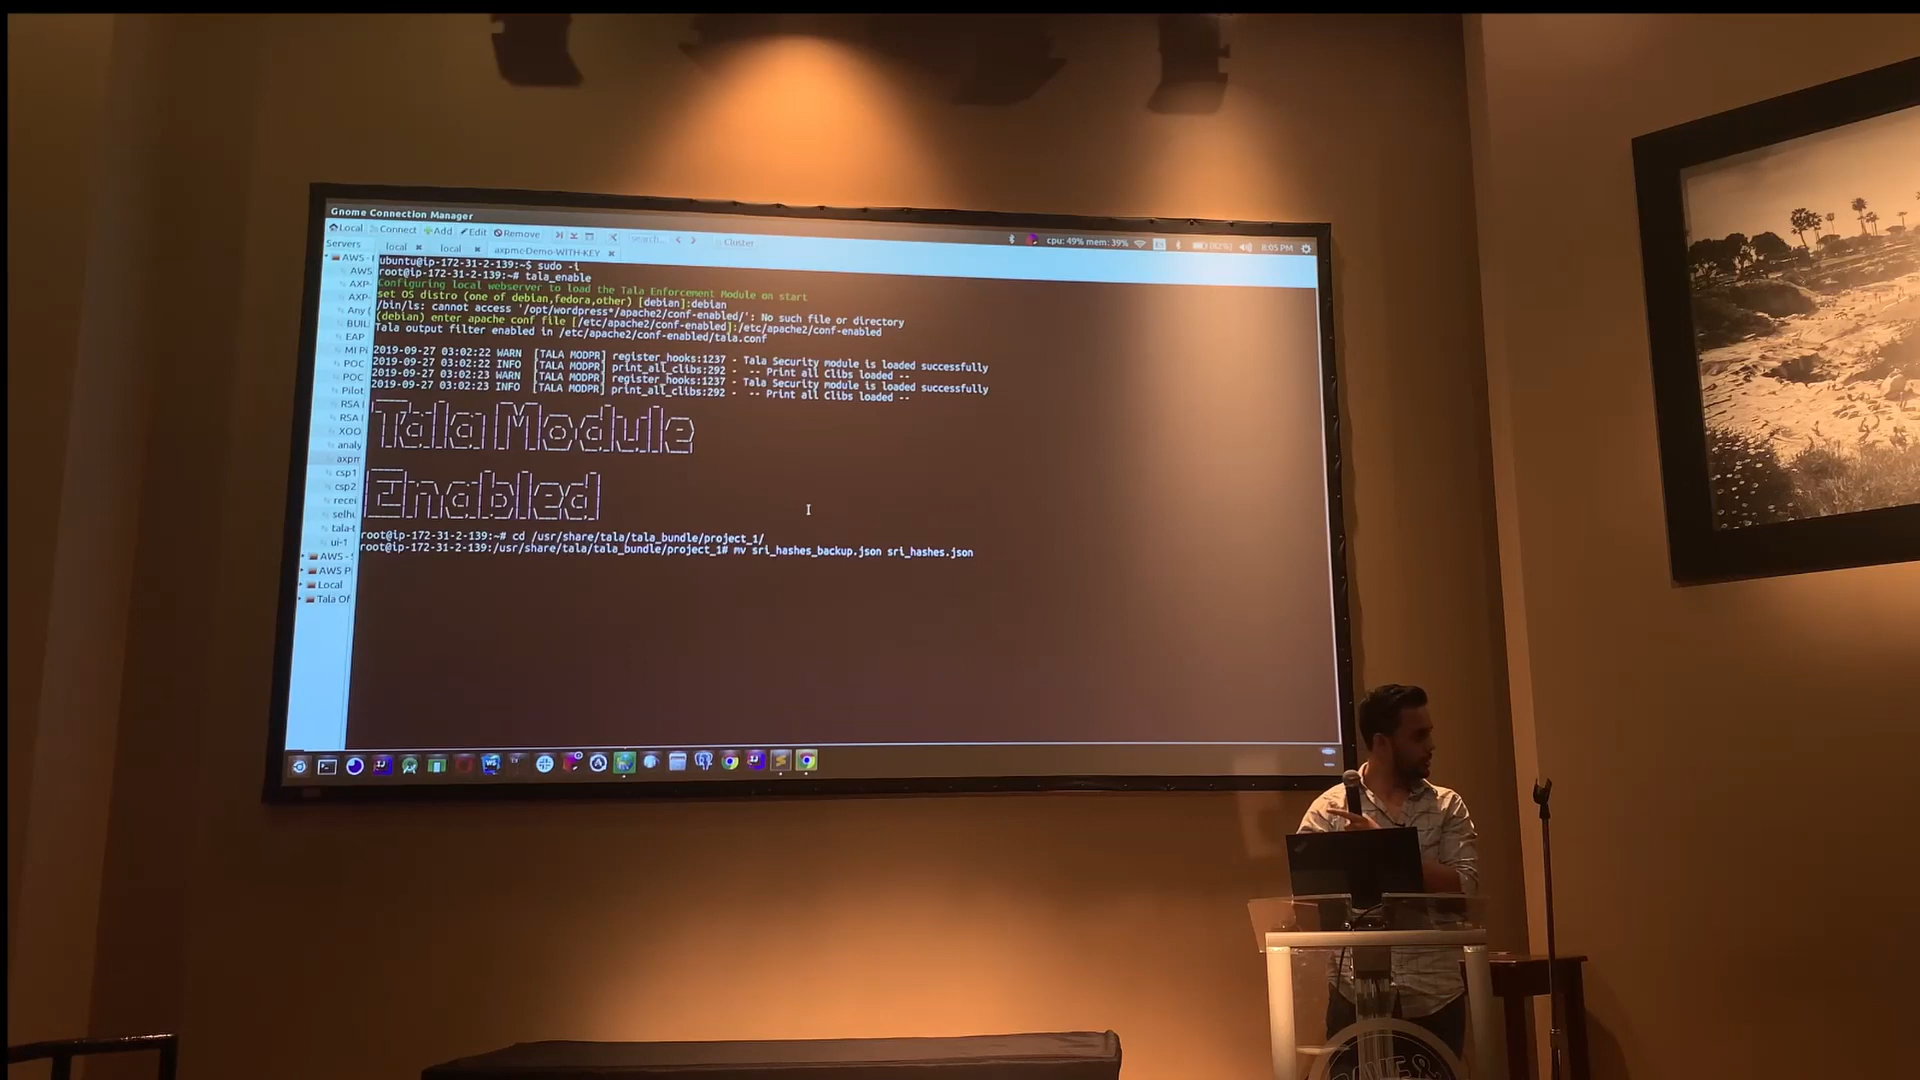 Gnome Connection Manager
Local Connect Add Edit Remove search... Cluster
cpu: 49% mem: 39% 8:05 PM
Servers local local axpmc-Demo-WITH-KEY
AWS -
AWS
AXP-
AXP-
Any (
BUIL
EAP
MI Pi
POC
POC
Pilot
RSA
RSA
XOO
analy
axpm
csp1
csp2
recei
selh
tala-t
ui-1
AWS -
AWS P
Local
Tala Of
ubuntu@ip-172-31-2-139:~$ sudo -i
root@ip-172-31-2-139:~# tala_enable
Configuring local webserver to load the Tala Enforcement Module on start
set OS distro (one of debian,fedora,other) [debian]:debian
/bin/ls: cannot access '/opt/wordpress*/apache2/conf-enabled/': No such file or directory
(debian) enter apache conf file [/etc/apache2/conf-enabled]:/etc/apache2/conf-enabled
Tala output filter enabled in /etc/apache2/conf-enabled/tala.conf
2019-09-27 03:02:22 WARN [TALA MODPR] register_hooks:1237 - Tala Security module is loaded successfully
2019-09-27 03:02:22 INFO [TALA MODPR] print_all_clibs:292 - -- Print all Clibs loaded --
2019-09-27 03:02:23 WARN [TALA MODPR] register_hooks:1237 - Tala Security module is loaded successfully
2019-09-27 03:02:23 INFO [TALA MODPR] print_all_clibs:292 - -- Print all Clibs loaded --
Tala Module
Enabled
root@ip-172-31-2-139:~# cd /usr/share/tala/tala_bundle/project_1/
root@ip-172-31-2-139:/usr/share/tala/tala_bundle/project_1# mv sri_hashes_backup.json sri_hashes.json